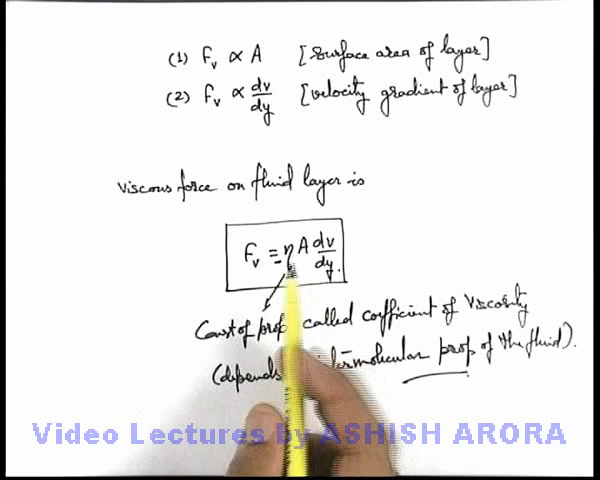 (1) Fv ∝ A [Surface area of layer]
(2) Fv ∝ dv/dy [velocity gradient of layer]
Viscous force on fluid layer is
Fv = η A dv/dy.
Const of prop called coefficient of Viscosity
(depends intermolecular prop of the fluid).
Video Lectures by ASHISH ARORA